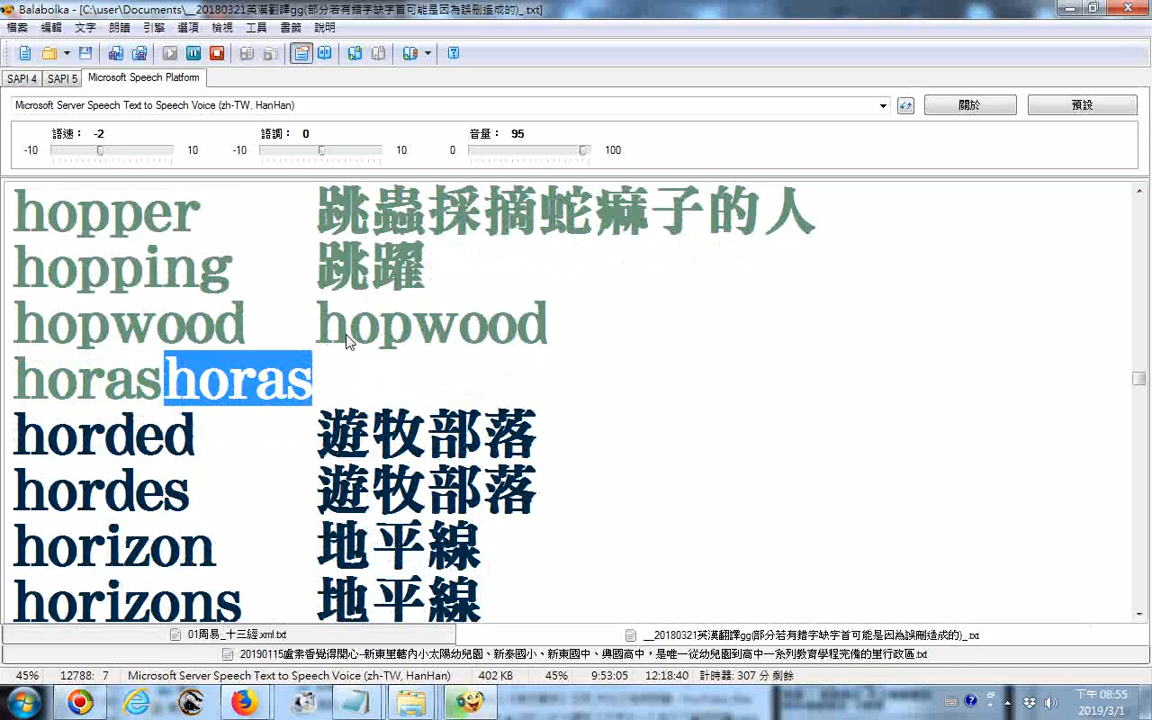 Balabolka - [C:\user\Documents\__20180321英漢翻譯gg(部分若有錯字缺字首可能是因為誤刪造成的)_.txt]
檔案 編輯 文字 朗讀 引擎 選項 檢視 工具 書籤 說明
SAPI 4 SAPI 5 Microsoft Speech Platform
Microsoft Server Speech Text to Speech Voice (zh-TW, HanHan) 關於 預設
語速： -2 語調： 0 音量： 95
-10 10 -10 10 0 100
hopper 跳蟲採摘蛇麻子的人
hopping 跳躍
hopwood hopwood
horashoras
horded 遊牧部落
hordes 遊牧部落
horizon 地平線
horizons 地平線
01周易_十三經.xml.txt __20180321英漢翻譯gg(部分若有錯字缺字首可能是因為誤刪造成的)_.txt
20190115盧素香覺得開心-新東里轄內小太陽幼兒園、新泰國小、新東國中、興國高中，是唯一從幼兒園到高中一系列教育學程完備的里行政區.txt
45% 12788: 7 Microsoft Server Speech Text to Speech Voice (zh-TW, HanHan) 402 KB 45% 9:53:05 12:18:40 計時器: 307 分 剩餘
下午 08:55
2019/3/1